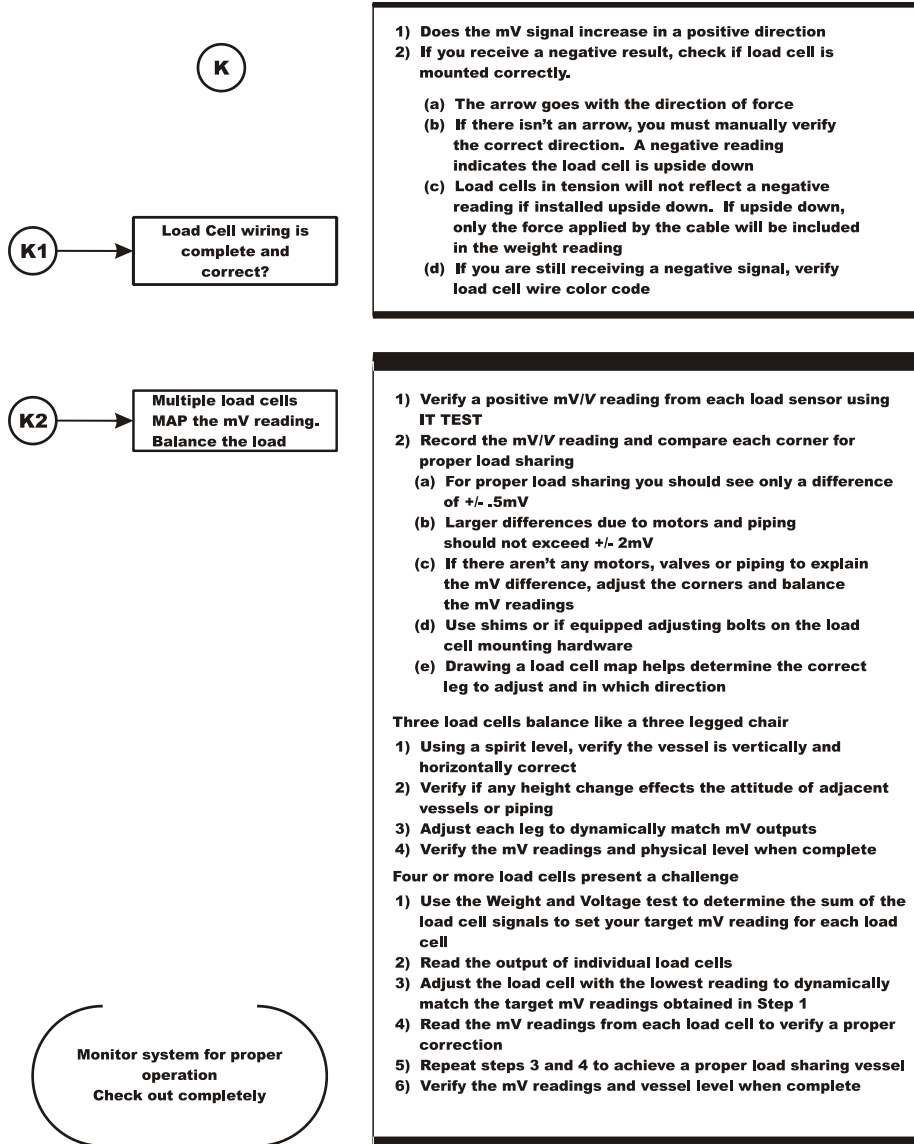 K
1) Does the mV signal increase in a positive direction
2) If you receive a negative result, check if load cell is
mounted correctly.
(a) The arrow goes with the direction of force
(b) If there isn't an arrow, you must manually verify
the correct direction. A negative reading
indicates the load cell is upside down
(c) Load cells in tension will not reflect a negative
reading if installed upside down. If upside down,
only the force applied by the cable will be included
in the weight reading
(d) If you are still receiving a negative signal, verify
load cell wire color code
K1
Load Cell wiring is
complete and
correct?
K2
Multiple load cells
MAP the mV reading.
Balance the load
1) Verify a positive mV/V reading from each load sensor using
IT TEST
2) Record the mV/V reading and compare each corner for
proper load sharing
(a) For proper load sharing you should see only a difference
of +/- .5mV
(b) Larger differences due to motors and piping
should not exceed +/- 2mV
(c) If there aren't any motors, valves or piping to explain
the mV difference, adjust the corners and balance
the mV readings
(d) Use shims or if equipped adjusting bolts on the load
cell mounting hardware
(e) Drawing a load cell map helps determine the correct
leg to adjust and in which direction
Three load cells balance like a three legged chair
1) Using a spirit level, verify the vessel is vertically and
horizontally correct
2) Verify if any height change effects the attitude of adjacent
vessels or piping
3) Adjust each leg to dynamically match mV outputs
4) Verify the mV readings and physical level when complete
Four or more load cells present a challenge
1) Use the Weight and Voltage test to determine the sum of the
load cell signals to set your target mV reading for each load
cell
2) Read the output of individual load cells
3) Adjust the load cell with the lowest reading to dynamically
match the target mV readings obtained in Step 1
4) Read the mV readings from each load cell to verify a proper
correction
5) Repeat steps 3 and 4 to achieve a proper load sharing vessel
6) Verify the mV readings and vessel level when complete
Monitor system for proper
operation
Check out completely